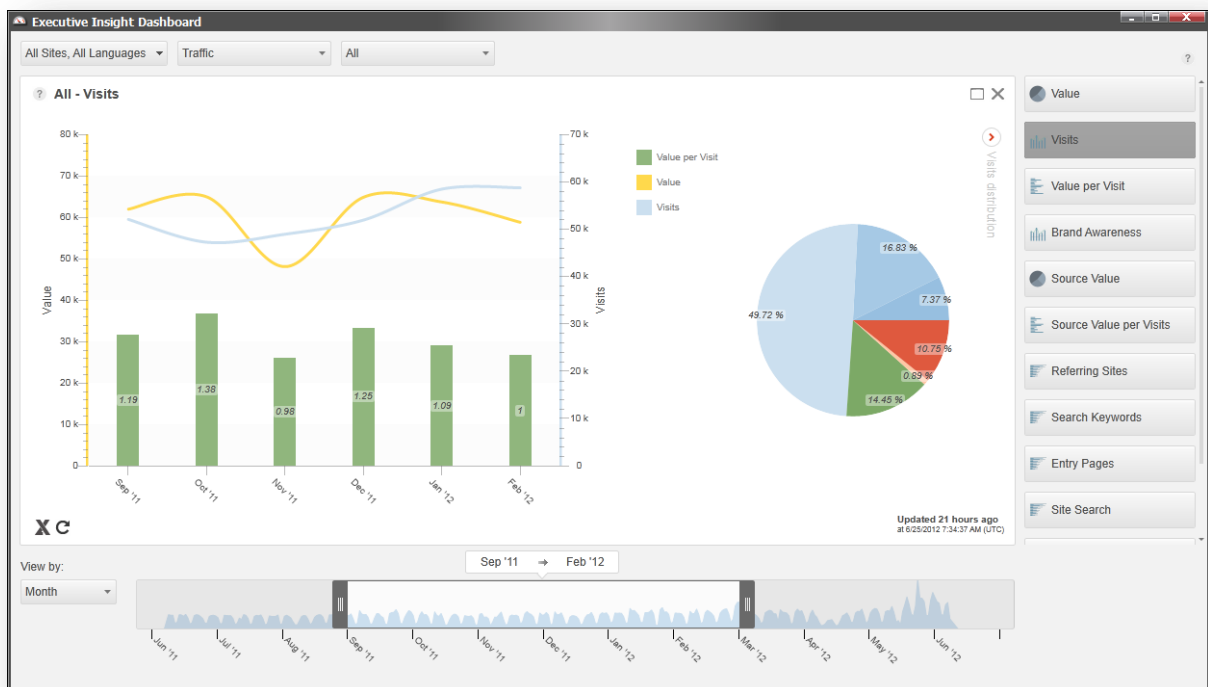 Executive Insight Dashboard
All Sites, All Languages
Traffic
All
?
? All - Visits
80 k
70 k
60 k
50 k
40 k
30 k
20 k
10 k
0
Value
70 k
60 k
50 k
40 k
30 k
20 k
10 k
0
Visits
1.19
1.38
0.98
1.25
1.09
1
Sep '11
Oct '11
Nov '11
Dec '11
Jan '12
Feb '12
Value per Visit
Value
Visits
Visits distribution
16.83 %
7.37 %
49.72 %
10.75 %
0.89 %
14.45 %
X
Updated 21 hours ago
at 6/25/2012 7:34:37 AM (UTC)
Value
Visits
Value per Visit
Brand Awareness
Source Value
Source Value per Visits
Referring Sites
Search Keywords
Entry Pages
Site Search
View by:
Month
Sep '11 → Feb '12
Jun '11
Jul '11
Aug '11
Sep '11
Oct '11
Nov '11
Dec '11
Jan '12
Feb '12
Mar '12
Apr '12
May '12
Jun '12